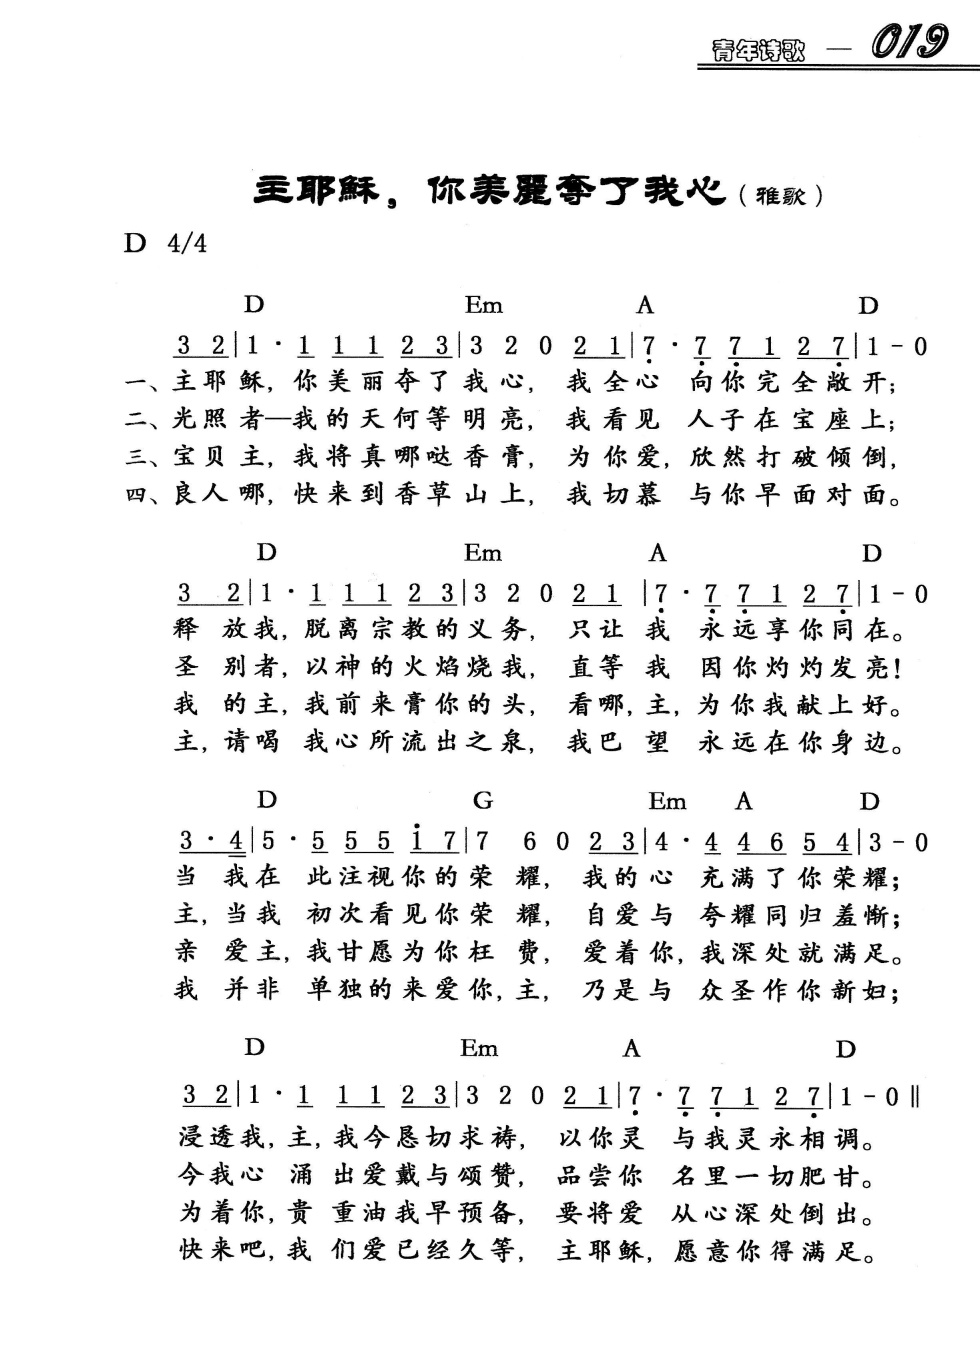 青年诗歌 — 019
主耶穌，你美麗奪了我心（雅歌）
D 4/4
D Em A D
3 2|1 · 1 1 1 2 3|3 2 0 2 1|7̣ · 7̣ 7̣ 1 2 7̣|1 - 0
一、主耶稣，你美丽夺了我心，我全心向你完全敞开；
二、光照者—我的天何等明亮，我看见人子在宝座上；
三、宝贝主，我将真哪哒香膏，为你爱，欣然打破倾倒，
四、良人哪，快来到香草山上，我切慕与你早面对面。
D Em A D
3 2|1 · 1 1 1 2 3|3 2 0 2 1|7̣ · 7̣ 7̣ 1 2 7̣|1 - 0
释放我，脱离宗教的义务，只让我永远享你同在。
圣别者，以神的火焰烧我，直等我因你灼灼发亮！
我的主，我前来膏你的头，看哪，主，为你我献上好。
主，请喝我心所流出之泉，我巴望永远在你身边。
D G Em A D
3 · 4|5 · 5 5 5 i 7|7 6 0 2 3|4 · 4 4 6 5 4|3 - 0
当我在此注视你的荣耀，我的心充满了你荣耀；
主，当我初次看见你荣耀，自爱与夸耀同归羞惭；
亲爱主，我甘愿为你枉费，爱着你，我深处就满足。
我并非单独的来爱你，主，乃是与众圣作你新妇；
D Em A D
3 2|1 · 1 1 1 2 3|3 2 0 2 1|7̣ · 7̣ 7̣ 1 2 7̣|1 - 0‖
浸透我，主，我今恳切求祷，以你灵与我灵永相调。
今我心涌出爱戴与颂赞，品尝你名里一切肥甘。
为着你，贵重油我早预备，要将爱从心深处倒出。
快来吧，我们爱已经久等，主耶稣，愿意你得满足。